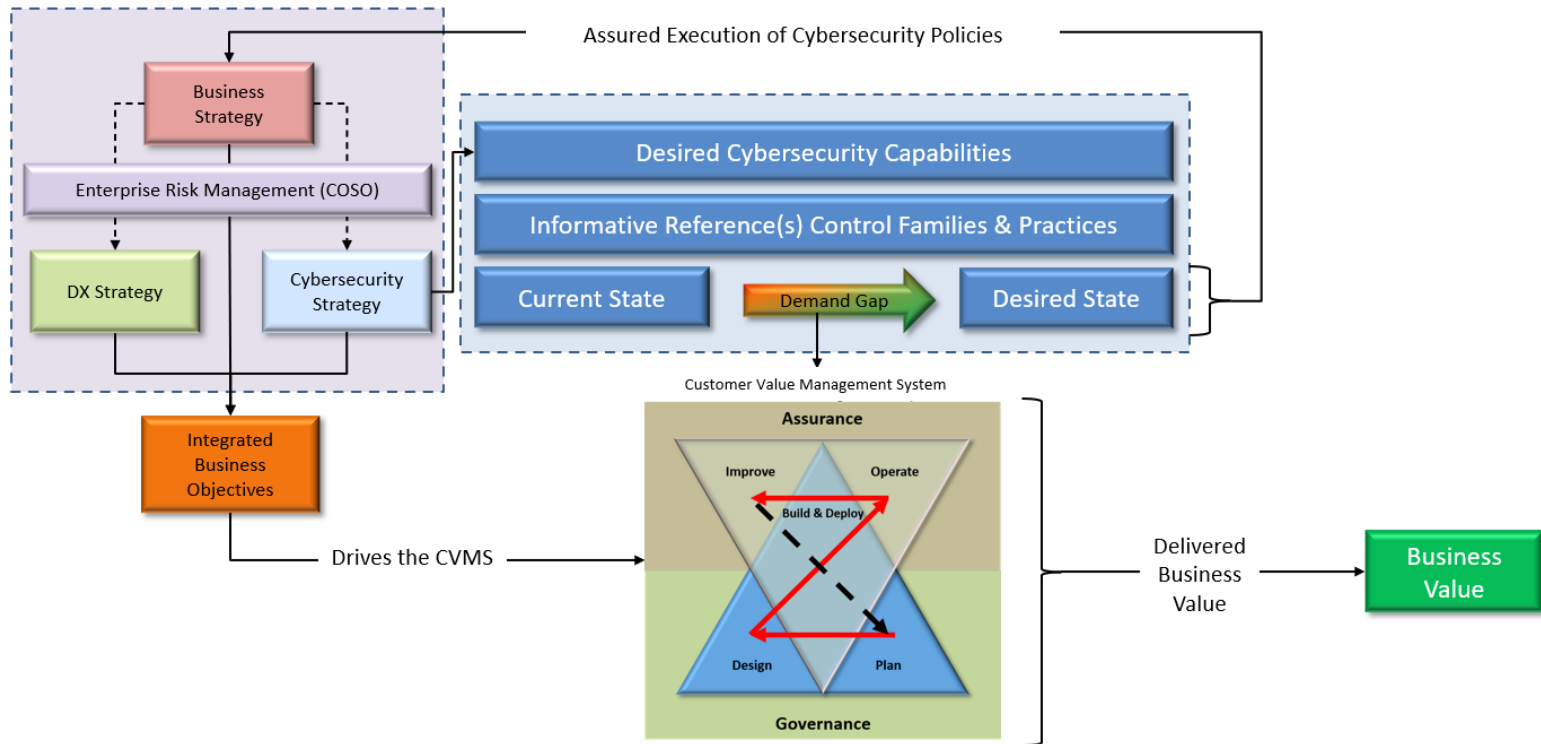 Assured Execution of Cybersecurity Policies
Business
Strategy
Enterprise Risk Management (COSO)
DX Strategy
Cybersecurity
Strategy
Desired Cybersecurity Capabilities
Informative Reference(s) Control Families & Practices
Current State
Demand Gap
Desired State
Customer Value Management System
Integrated
Business
Objectives
Drives the CVMS
Assurance
Improve
Operate
Build & Deploy
Design
Plan
Governance
Delivered
Business
Value
Business
Value